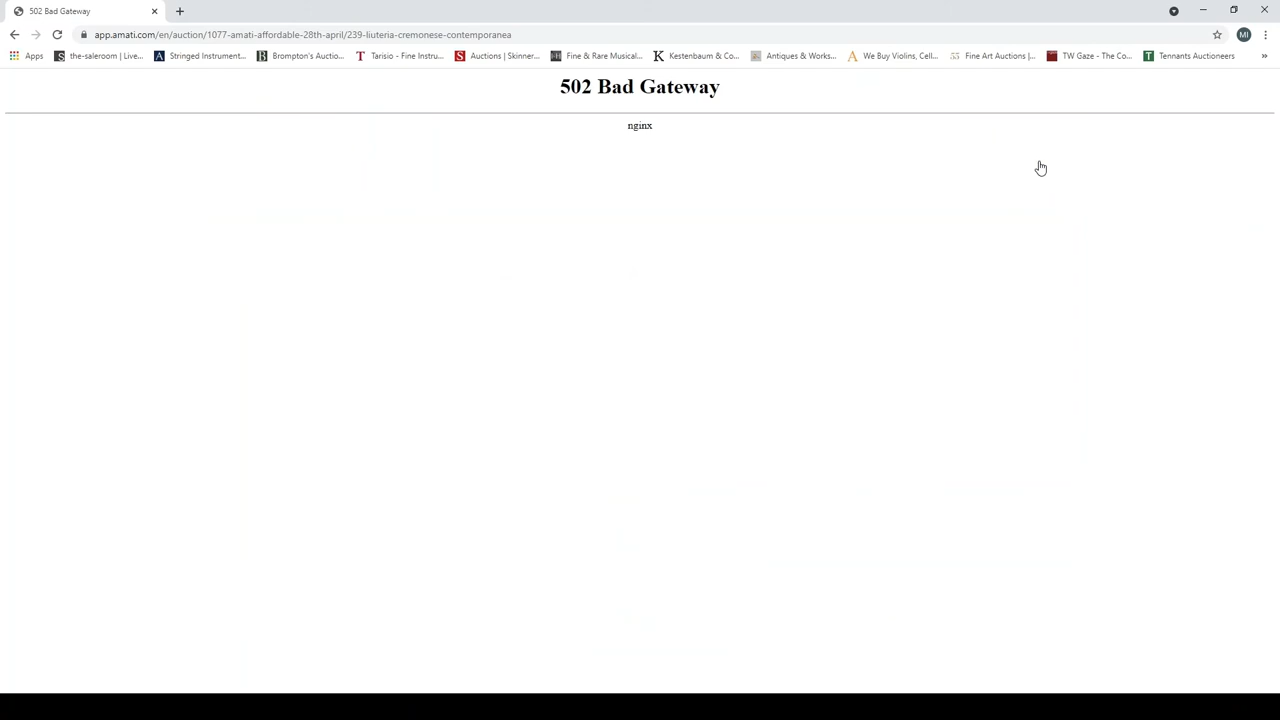 502 Bad Gateway
app.amati.com/en/auction/1077-amati-affordable-28th-april/239-liuteria-cremonese-contemporanea
MI
Apps
the-saleroom | Live...
Stringed Instrument...
Brompton's Auctio...
Tarisio - Fine Instru...
Auctions | Skinner...
Fine & Rare Musical...
Kestenbaum & Co...
Antiques & Works...
We Buy Violins, Cell...
Fine Art Auctions |...
TW Gaze - The Co...
Tennants Auctioneers
502 Bad Gateway
nginx